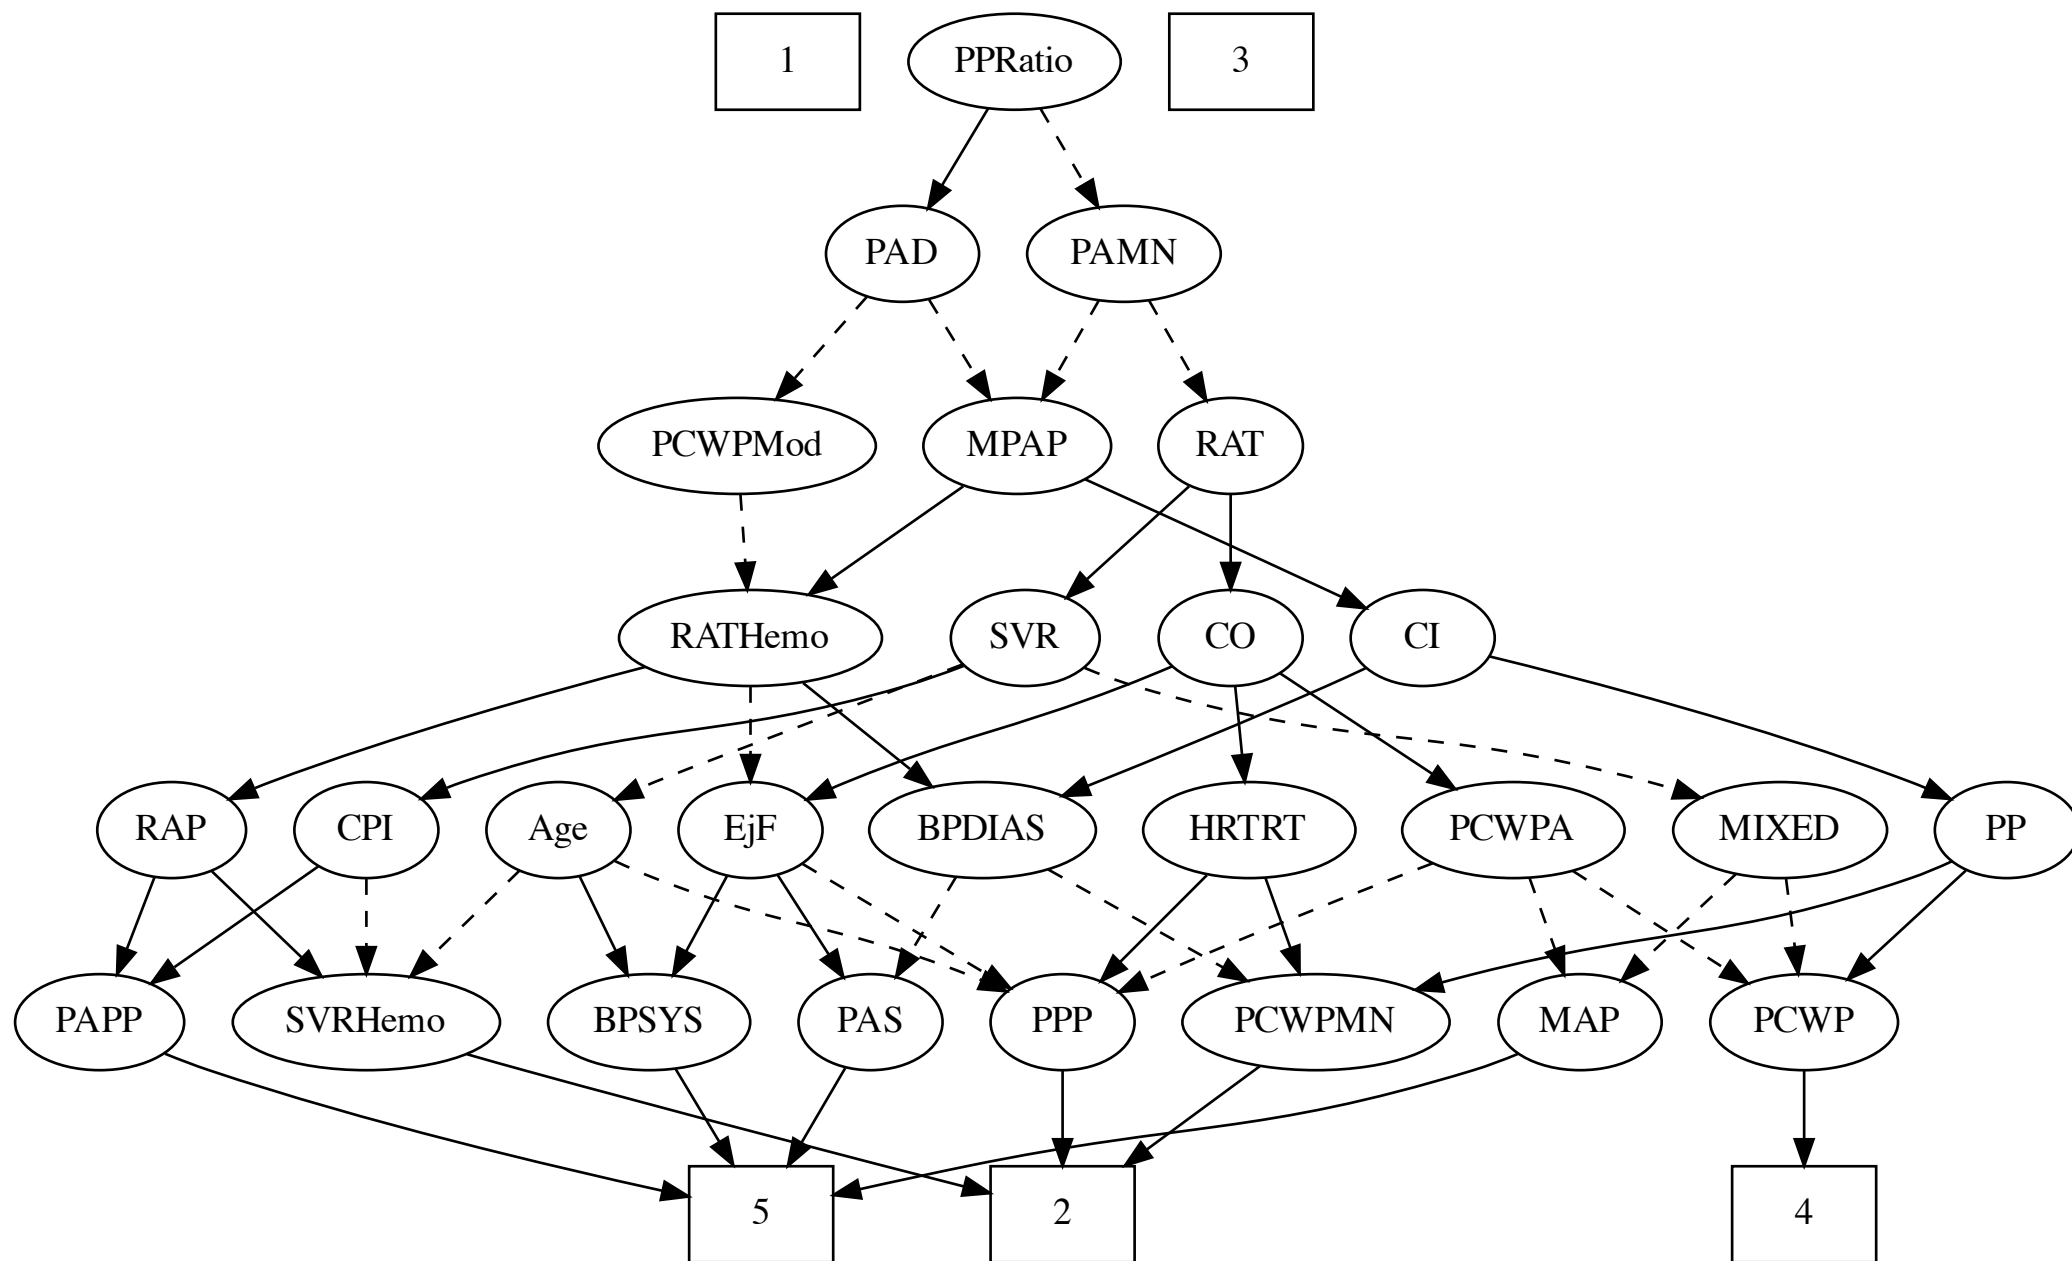 1
PPRatio
3
PAD
PAMN
PCWPMod
MPAP
RAT
RATHemo
SVR
CO
CI
RAP
CPI
Age
EjF
BPDIAS
HRTRT
PCWPA
MIXED
PP
PAPP
SVRHemo
BPSYS
PAS
PPP
PCWPMN
MAP
PCWP
5
2
4